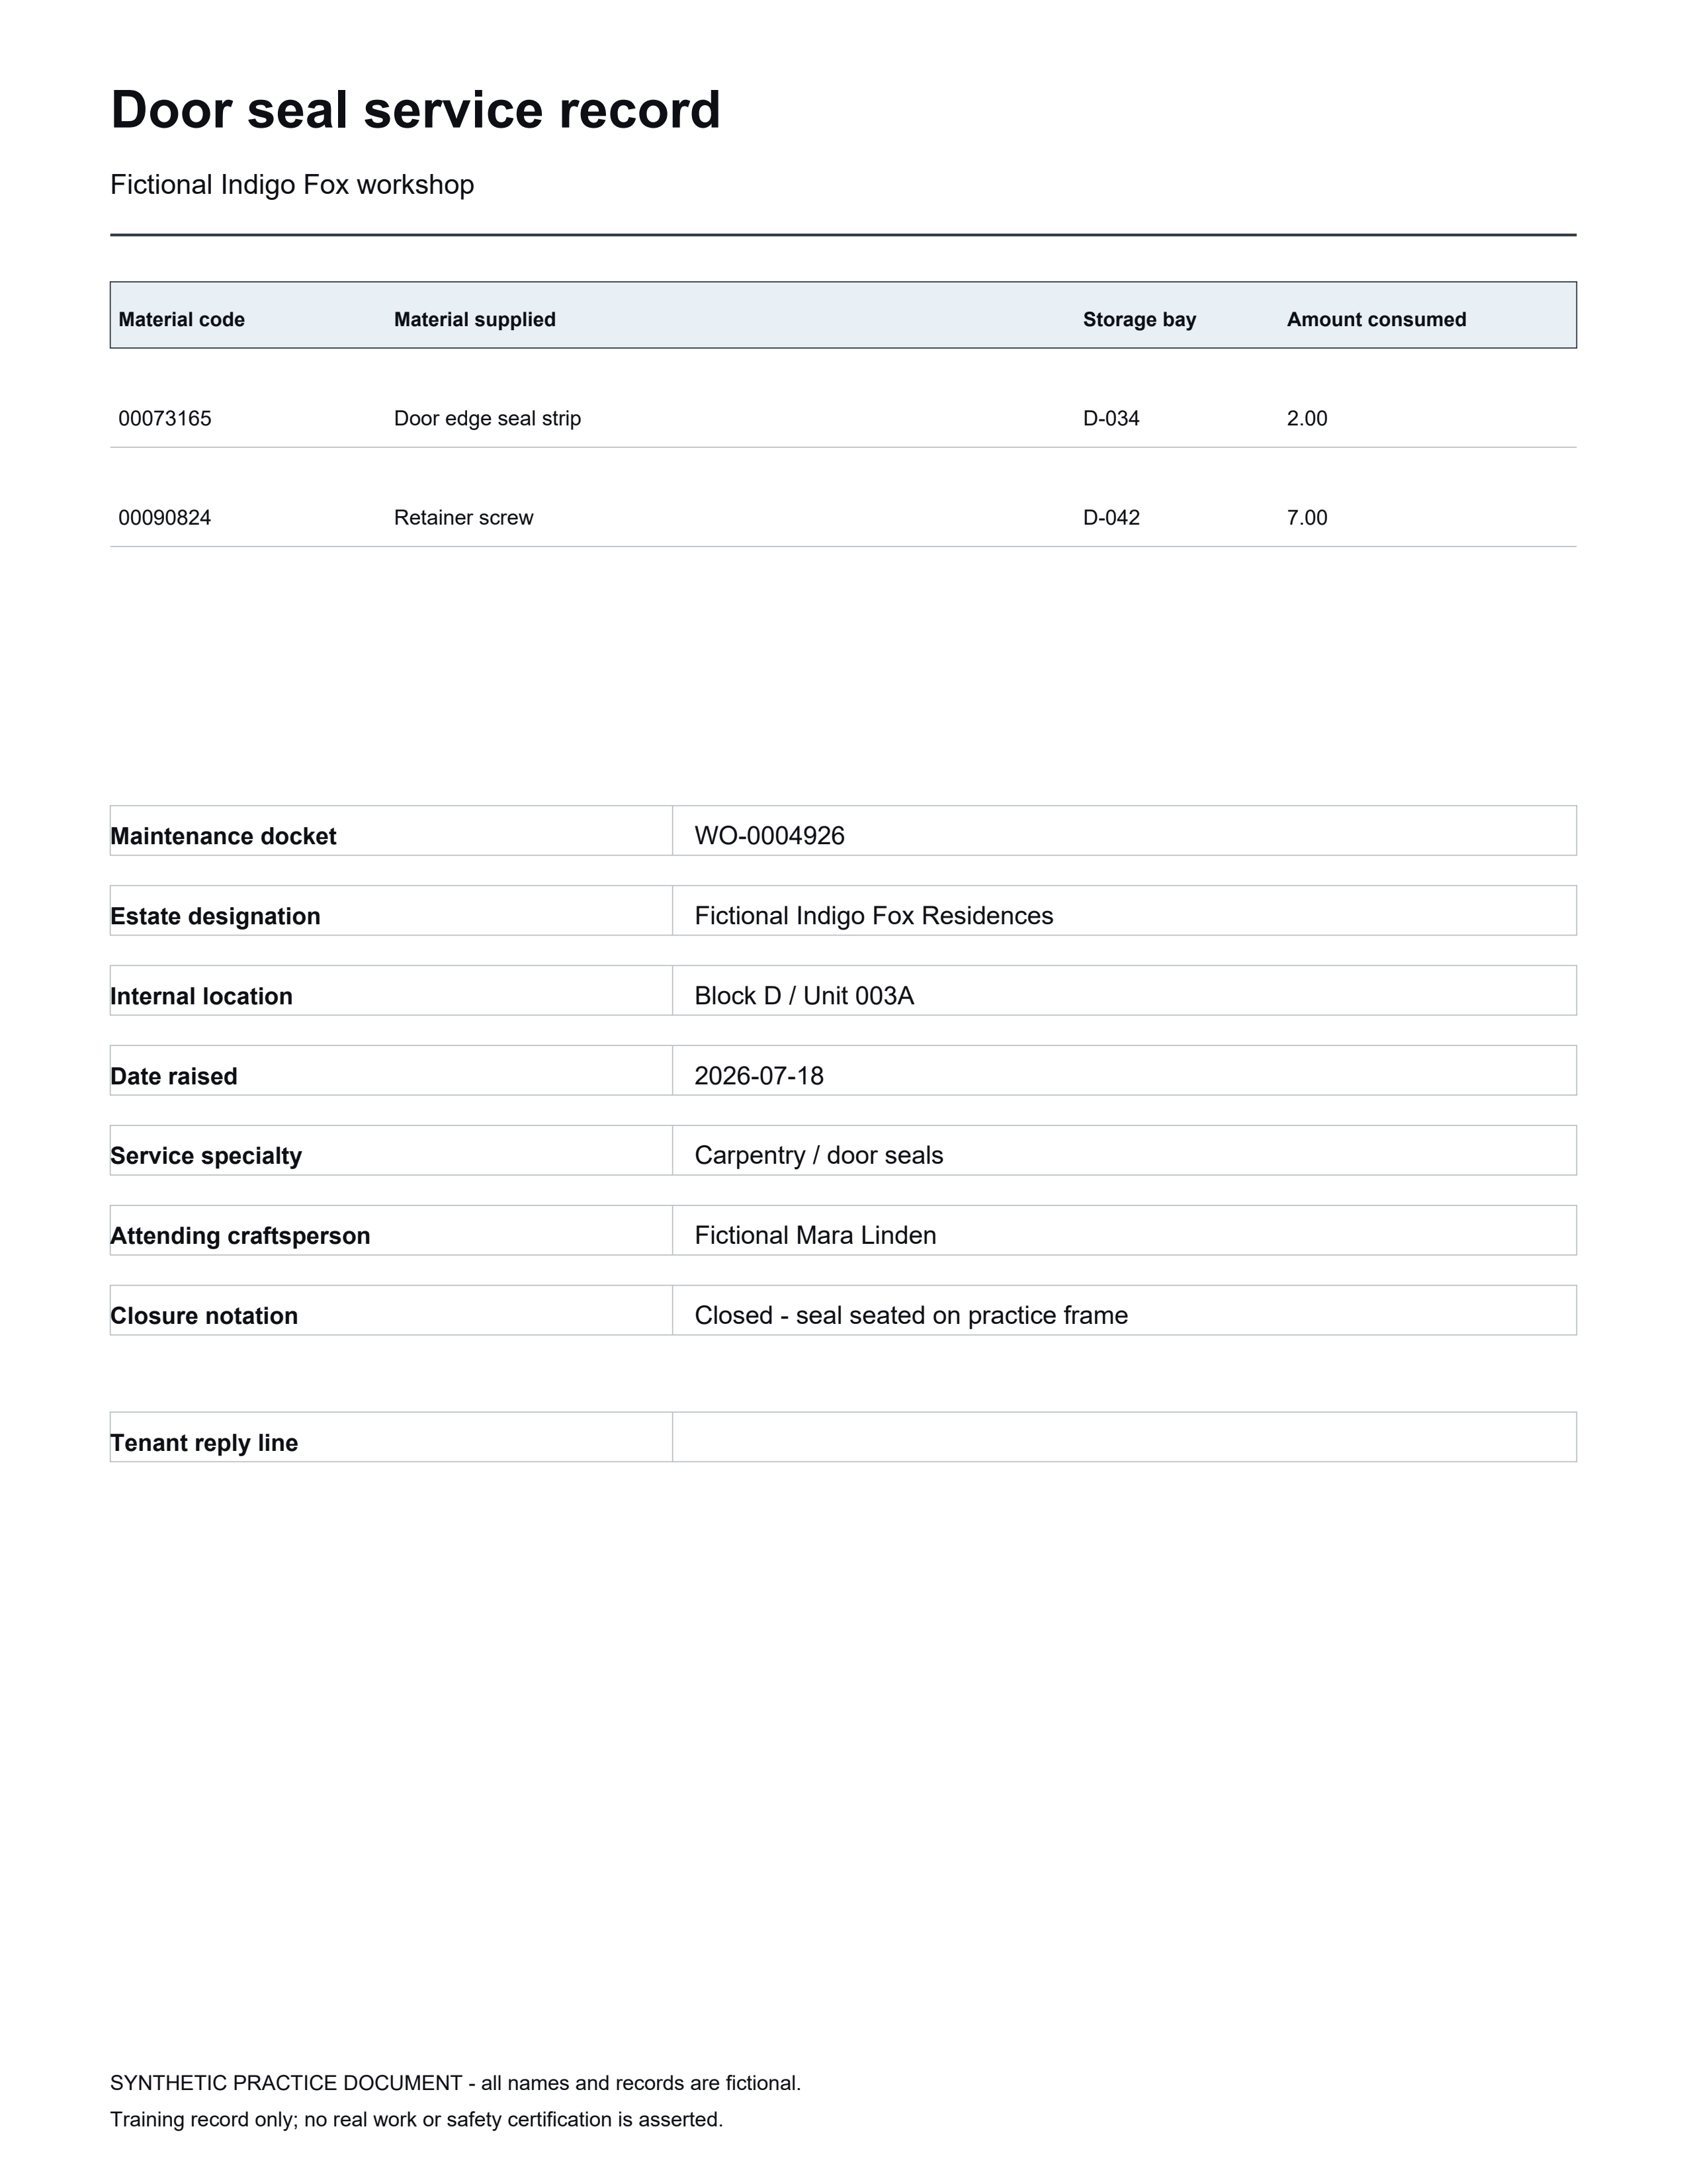 Door seal service record
Fictional Indigo Fox workshop
Material code Material supplied Storage bay Amount consumed
00073165 Door edge seal strip D-034 2.00
00090824 Retainer screw D-042 7.00
Maintenance docket WO-0004926
Estate designation Fictional Indigo Fox Residences
Internal location Block D / Unit 003A
Date raised 2026-07-18
Service specialty Carpentry / door seals
Attending craftsperson Fictional Mara Linden
Closure notation Closed - seal seated on practice frame
Tenant reply line
SYNTHETIC PRACTICE DOCUMENT - all names and records are fictional.
Training record only; no real work or safety certification is asserted.